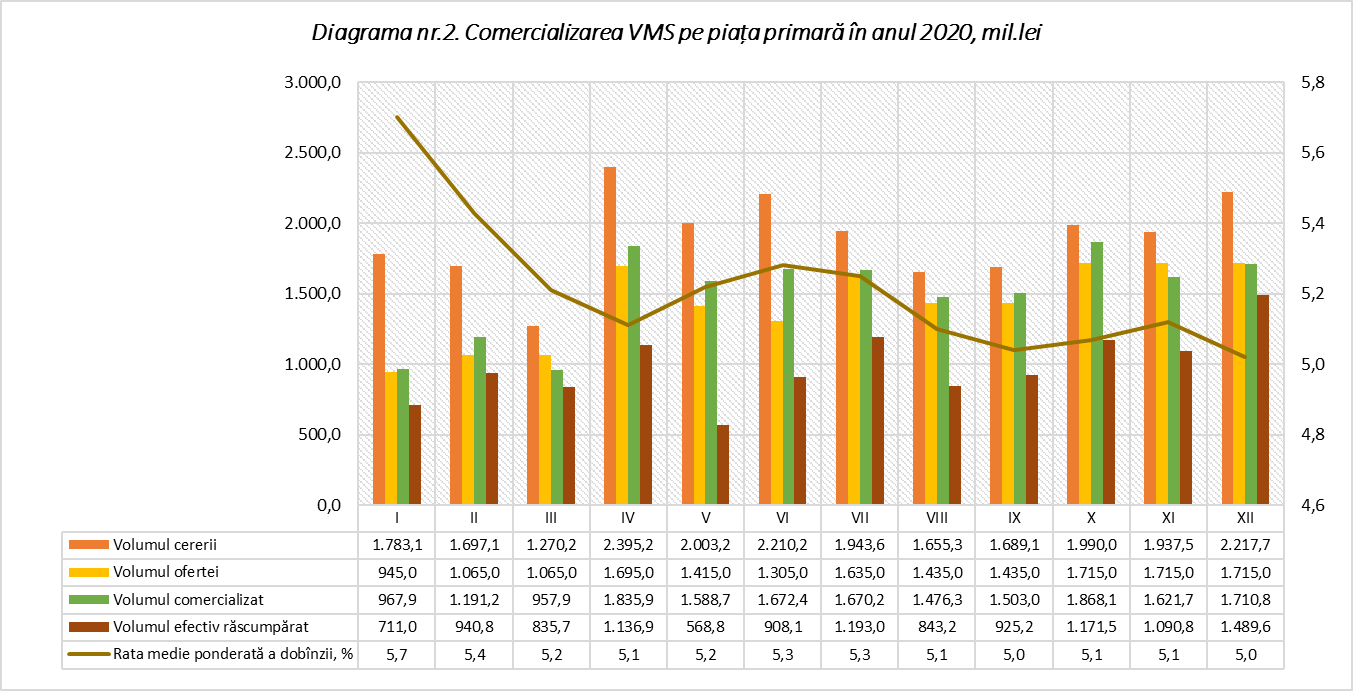 Diagrama nr.2. Comercializarea VMS pe piața primară în anul 2020, mil.lei
3.000,0 5,8
2.500,0 5,6
2.000,0 5,4
1.500,0 5,2
1.000,0 5,0
500,0 4,8
0,0 4,6
I II III IV V VI VII VIII IX X XI XII
Volumul cererii 1.783,1 1.697,1 1.270,2 2.395,2 2.003,2 2.210,2 1.943,6 1.655,3 1.689,1 1.990,0 1.937,5 2.217,7
Volumul ofertei 945,0 1.065,0 1.065,0 1.695,0 1.415,0 1.305,0 1.635,0 1.435,0 1.435,0 1.715,0 1.715,0 1.715,0
Volumul comercializat 967,9 1.191,2 957,9 1.835,9 1.588,7 1.672,4 1.670,2 1.476,3 1.503,0 1.868,1 1.621,7 1.710,8
Volumul efectiv răscumpărat 711,0 940,8 835,7 1.136,9 568,8 908,1 1.193,0 843,2 925,2 1.171,5 1.090,8 1.489,6
Rata medie ponderată a dobînzii, % 5,7 5,4 5,2 5,1 5,2 5,3 5,3 5,1 5,0 5,1 5,1 5,0